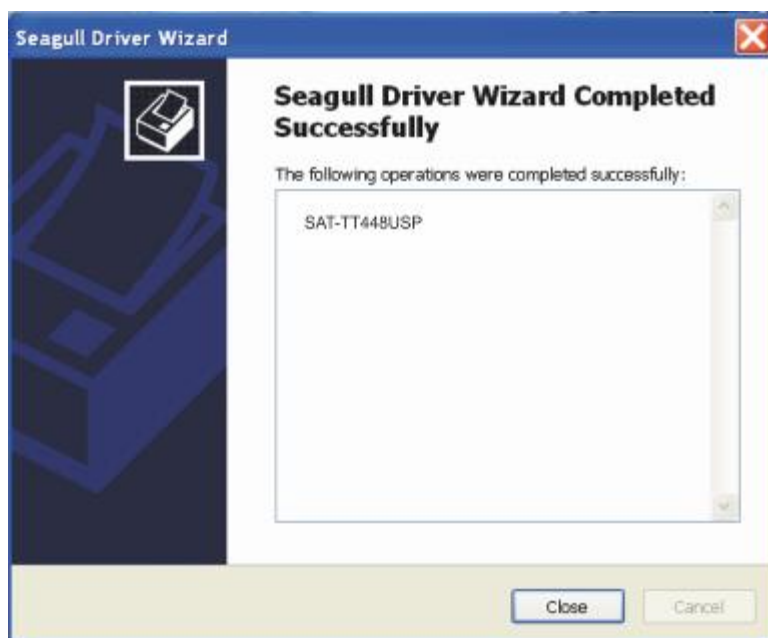 Seagull Driver Wizard
Seagull Driver Wizard Completed
Successfully
The following operations were completed successfully:
SAT-TT448USP
Close
Cancel